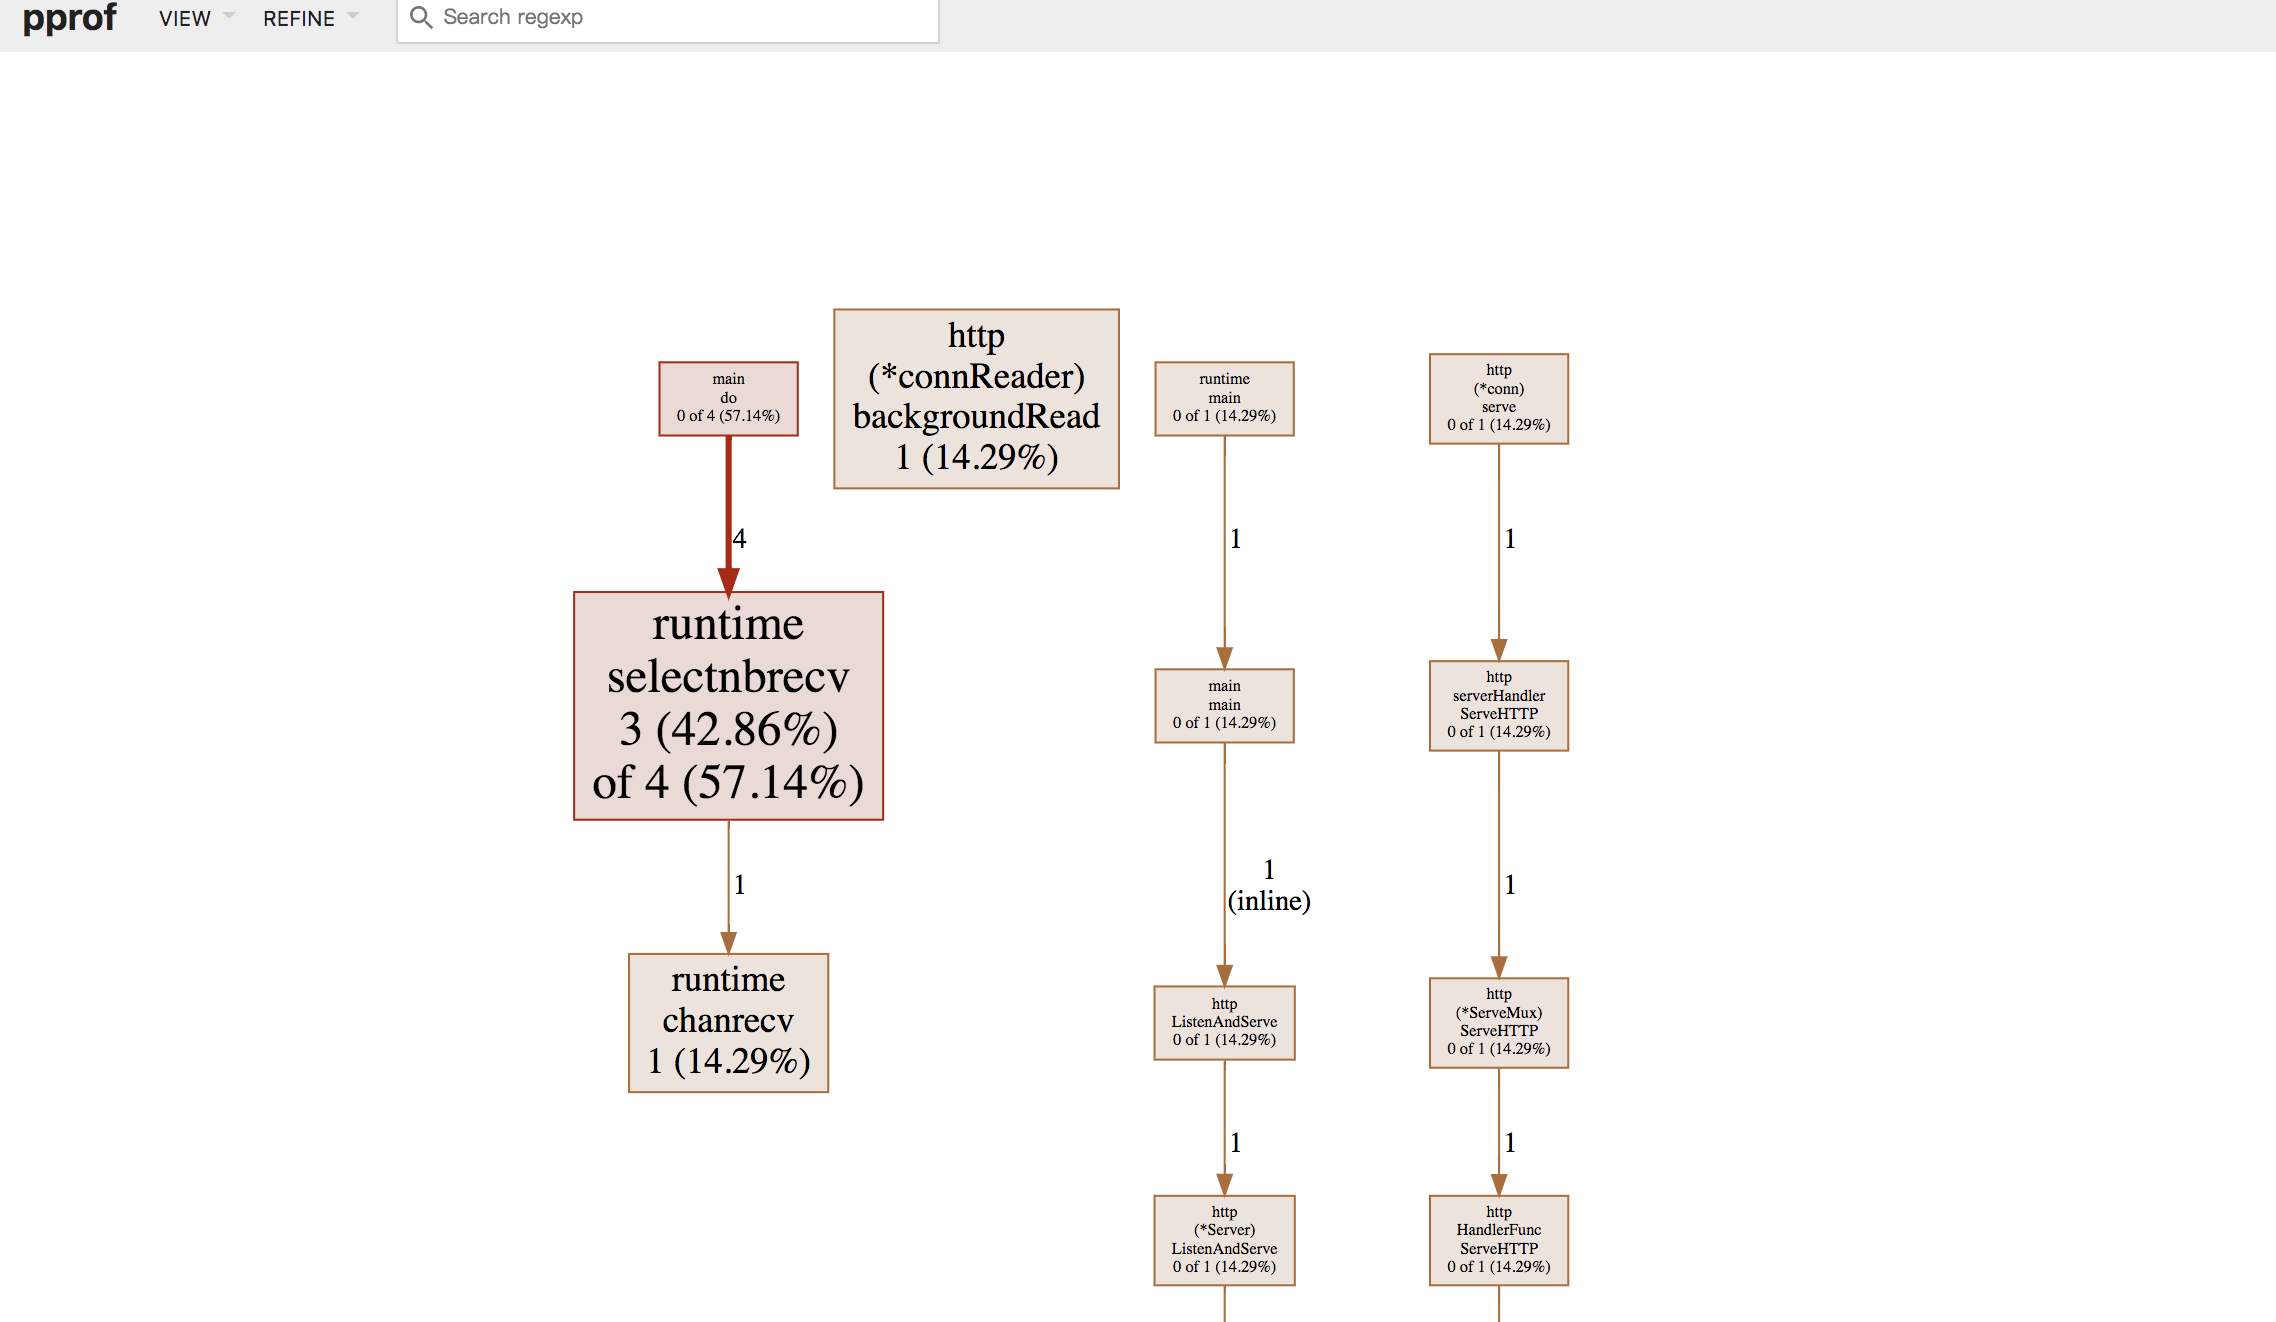 pprof
VIEW
REFINE
Search regexp
main
do
0 of 4 (57.14%)
http
(*connReader)
backgroundRead
1 (14.29%)
runtime
main
0 of 1 (14.29%)
http
(*conn)
serve
0 of 1 (14.29%)
4
1
1
runtime
selectnbrecv
3 (42.86%)
of 4 (57.14%)
main
main
0 of 1 (14.29%)
http
serverHandler
ServeHTTP
0 of 1 (14.29%)
1
1
(inline)
1
runtime
chanrecv
1 (14.29%)
http
ListenAndServe
0 of 1 (14.29%)
http
(*ServeMux)
ServeHTTP
0 of 1 (14.29%)
1
1
http
(*Server)
ListenAndServe
0 of 1 (14.29%)
http
HandlerFunc
ServeHTTP
0 of 1 (14.29%)